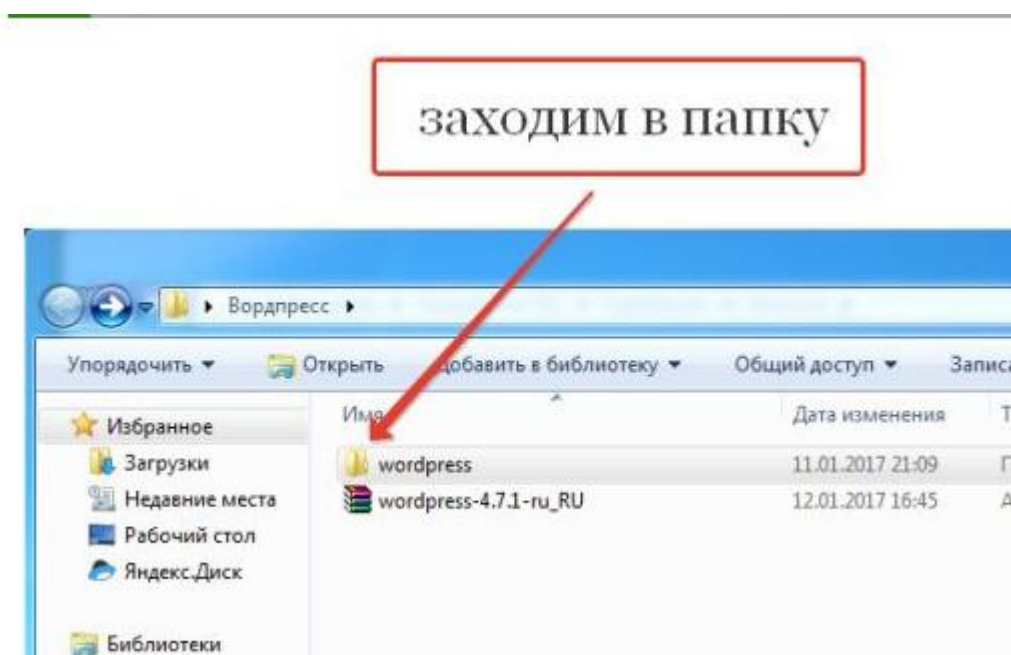 заходим в папку
Вордпресс
Упорядочить Открыть Добавить в библиотеку Общий доступ
Имя Дата изменения
Избранное
Загрузки
Недавние места
Рабочий стол
Яндекс.Диск
Библиотеки
wordpress 11.01.2017 21:09
wordpress-4.7.1-ru_RU 12.01.2017 16:45